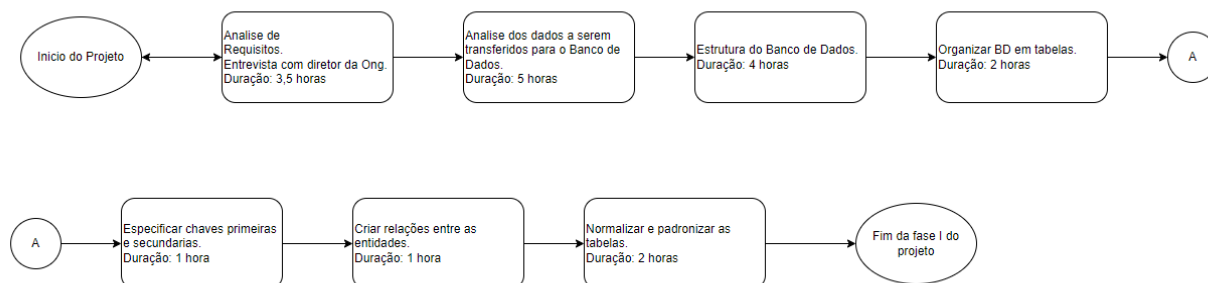 Inicio do Projeto
Analise de
Requisitos.
Entrevista com diretor da Ong.
Duração: 3,5 horas
Analise dos dados a serem
transferidos para o Banco de
Dados.
Duração: 5 horas
Estrutura do Banco de Dados.
Duração: 4 horas
Organizar BD em tabelas.
Duração: 2 horas
A
A
Especificar chaves primeiras
e secundarias.
Duração: 1 hora
Criar relações entre as
entidades.
Duração: 1 hora
Normalizar e padronizar as
tabelas.
Duração: 2 horas
Fim da fase I do
projeto